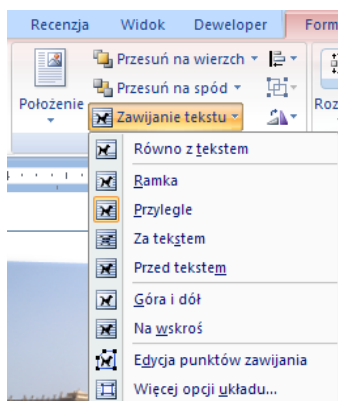 Recenzja Widok Deweloper Form
Przesuń na wierzch
Przesuń na spód
Położenie
Zawijanie tekstu
Roz
Równo z tekstem
Ramka
Przylegle
Za tekstem
Przed tekstem
Góra i dół
Na wskroś
Edycja punktów zawijania
Więcej opcji układu...